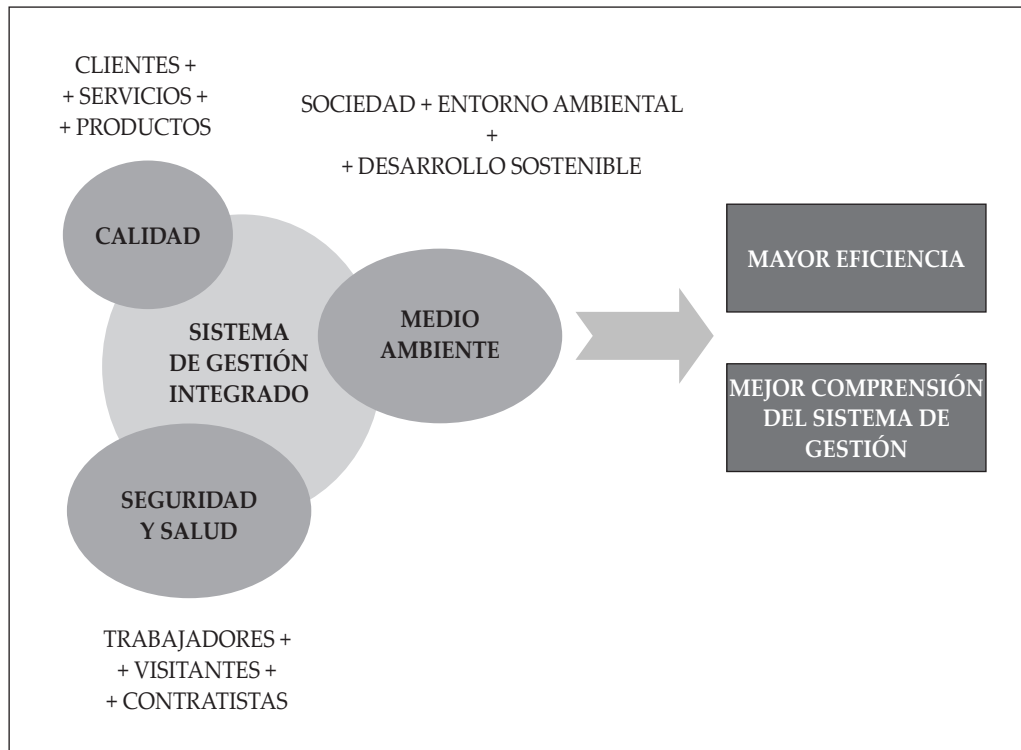 CLIENTES +
+ SERVICIOS +
+ PRODUCTOS
SOCIEDAD + ENTORNO AMBIENTAL
+
+ DESARROLLO SOSTENIBLE
CALIDAD
SISTEMA
DE GESTIÓN
INTEGRADO
MEDIO
AMBIENTE
SEGURIDAD
Y SALUD
TRABAJADORES +
+ VISITANTES +
+ CONTRATISTAS
MAYOR EFICIENCIA
MEJOR COMPRENSIÓN
DEL SISTEMA DE
GESTIÓN